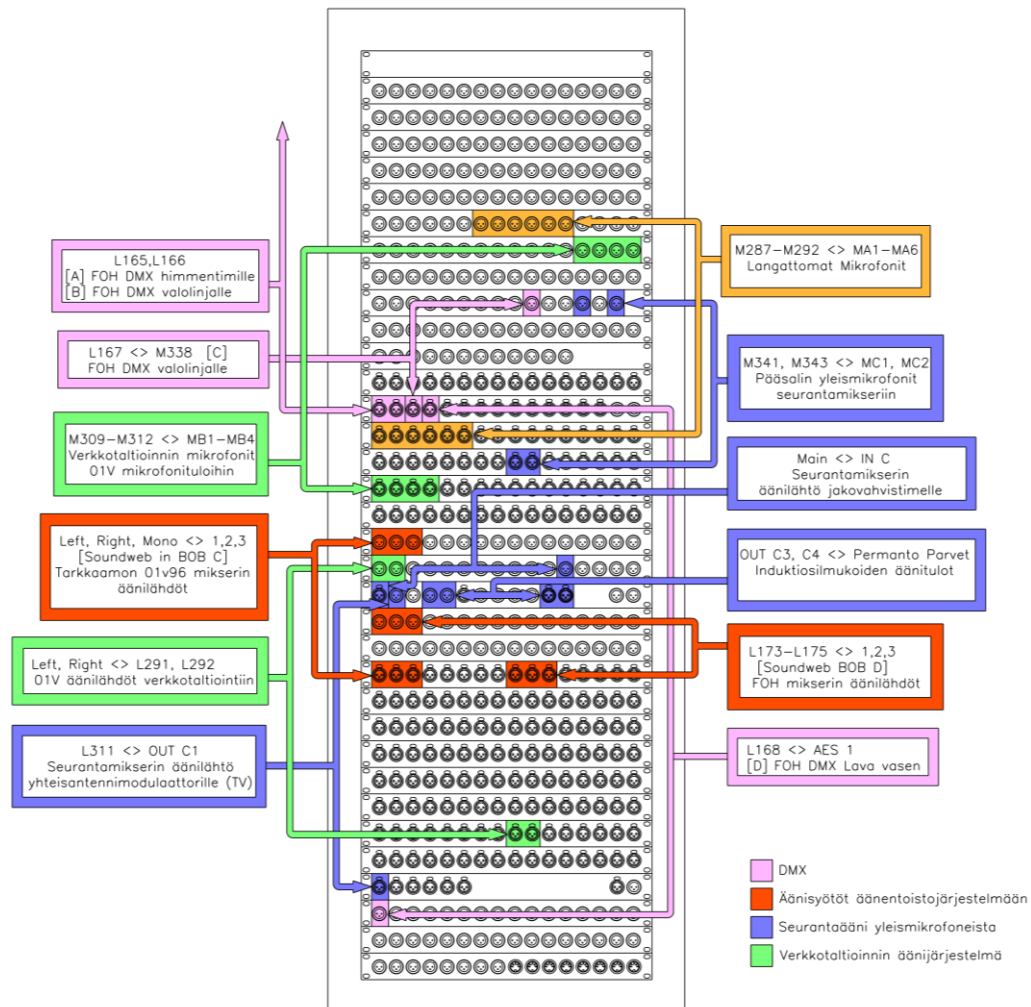 L165,L166
[A] FOH DMX himmentimille
[B] FOH DMX valolinjalle
L167 <> M338 [C]
FOH DMX valolinjalle
M309-M312 <> MB1-MB4
Verkkotaltioinnin mikrofonit
01V mikrofonituloihin
Left, Right, Mono <> 1,2,3
[Soundweb in BOB C]
Tarkkaamon 01v96 mikserin
äänilähdöt
Left, Right <> L291, L292
01V äänilähdöt verkkotaltiointiin
L311 <> OUT C1
Seurantamikserin äänilähtö
yhteisantennimodulaattorille (TV)
M287-M292 <> MA1-MA6
Langattomat Mikrofonit
M341, M343 <> MC1, MC2
Pääsalin yleismikrofonit
seurantamikseriin
Main <> IN C
Seurantamikserin
äänilähtö jakovahvistimelle
OUT C3, C4 <> Permanto Parvet
Induktiosilmukoiden äänitulot
L173-L175 <> 1,2,3
[Soundweb BOB D]
FOH mikserin äänilähdöt
L168 <> AES 1
[D] FOH DMX Lava vasen
DMX
Äänisyötöt äänentoistojärjestelmään
Seurantaääni yleismikrofoneista
Verkkotaltioinnin äänijärjestelmä